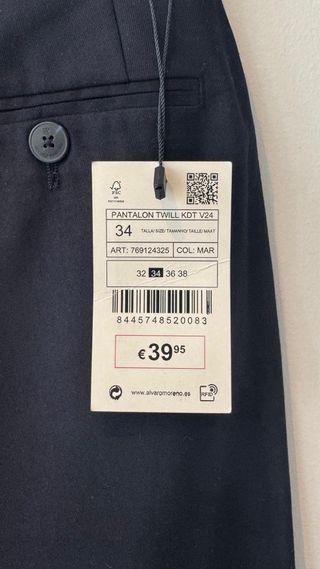 FSC
PANTALON TWILL KDT V24
34 TALLA/ SIZE/ TAMANHO/ TAILLE/ MAAT
ART: 769124325 COL: MAR
32 34 36 38
8445748520083
€ 39 95
www.alvaromoreno.es RFID